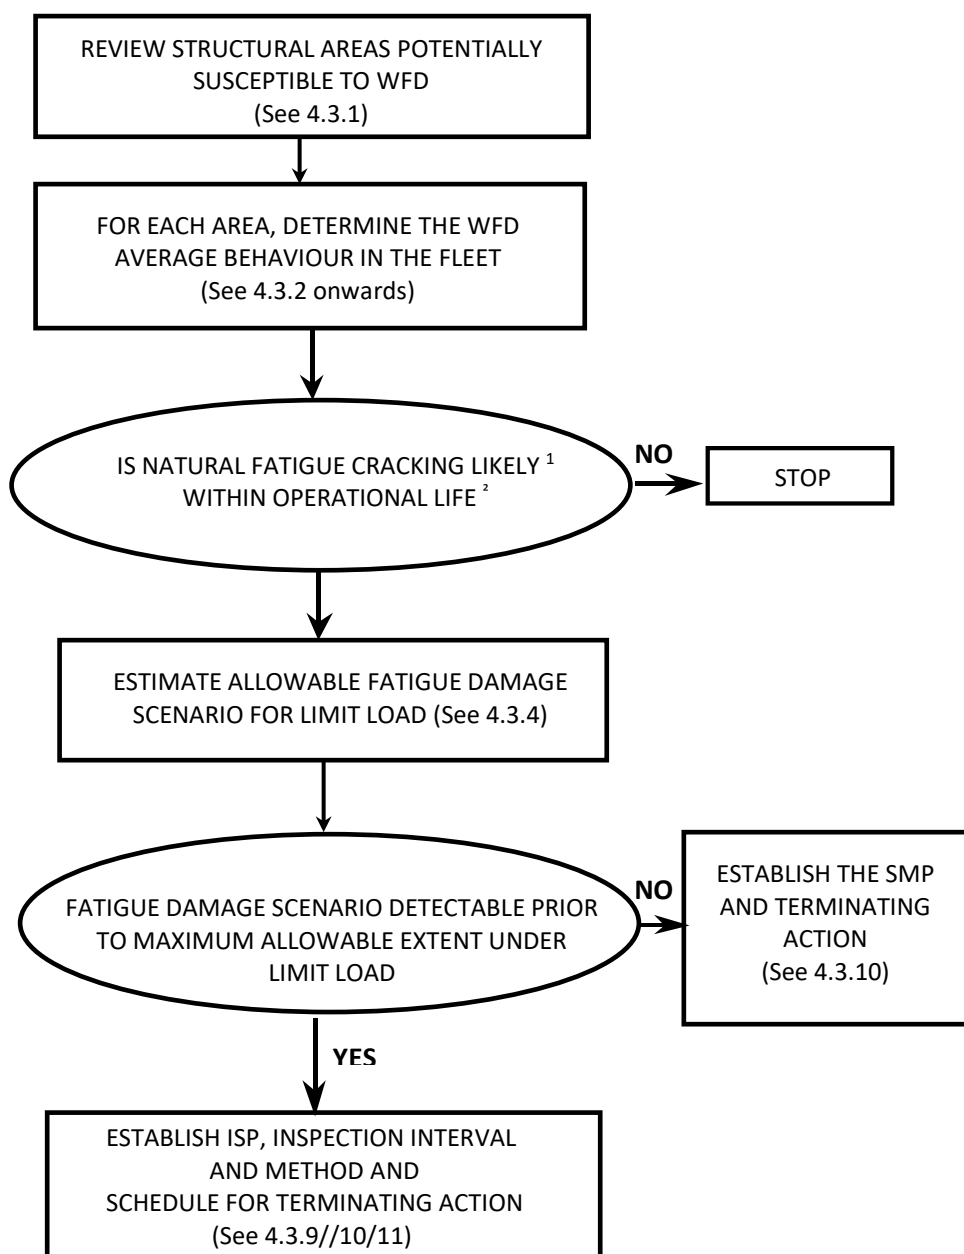 REVIEW STRUCTURAL AREAS POTENTIALLY
SUSCEPTIBLE TO WFD
(See 4.3.1)
FOR EACH AREA, DETERMINE THE WFD
AVERAGE BEHAVIOUR IN THE FLEET
(See 4.3.2 onwards)
IS NATURAL FATIGUE CRACKING LIKELY ¹
WITHIN OPERATIONAL LIFE ²
NO
STOP
ESTIMATE ALLOWABLE FATIGUE DAMAGE
SCENARIO FOR LIMIT LOAD (See 4.3.4)
FATIGUE DAMAGE SCENARIO DETECTABLE PRIOR
TO MAXIMUM ALLOWABLE EXTENT UNDER
LIMIT LOAD
NO
ESTABLISH THE SMP
AND TERMINATING
ACTION
(See 4.3.10)
YES
ESTABLISH ISP, INSPECTION INTERVAL
AND METHOD AND
SCHEDULE FOR TERMINATING ACTION
(See 4.3.9//10/11)